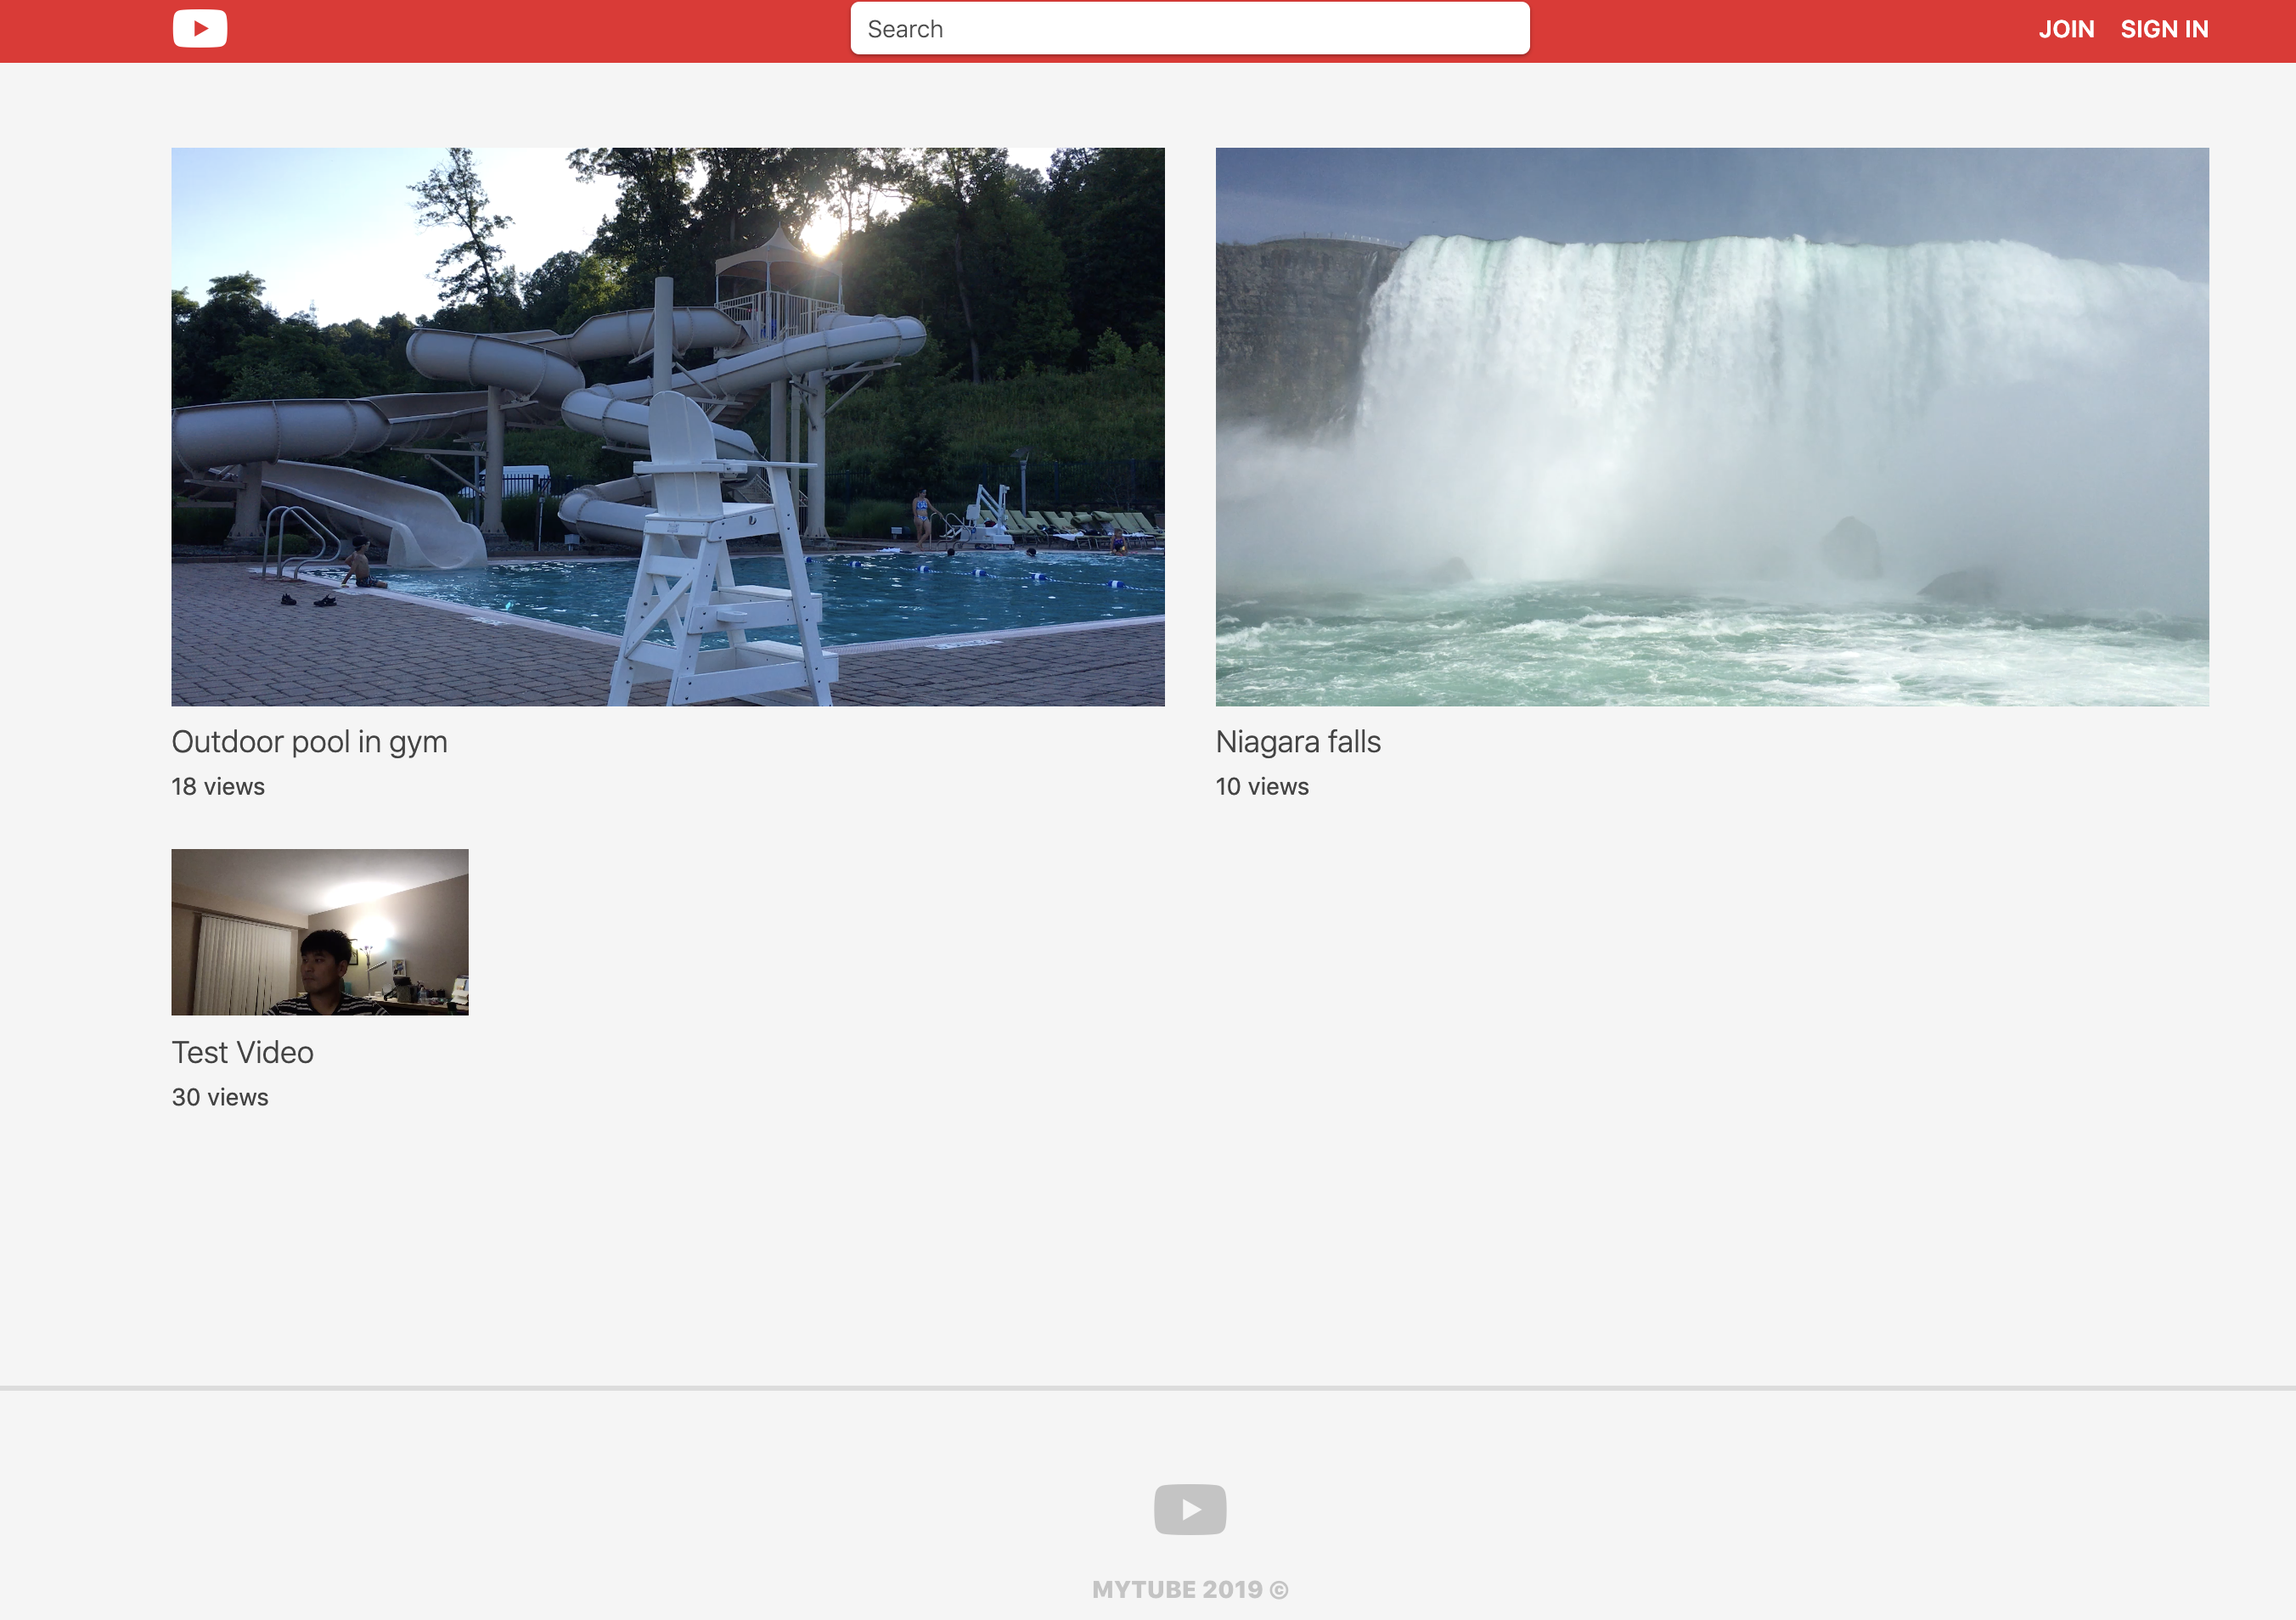 Search
JOIN SIGN IN
Outdoor pool in gym
18 views
Niagara falls
10 views
Test Video
30 views
MYTUBE 2019 ©